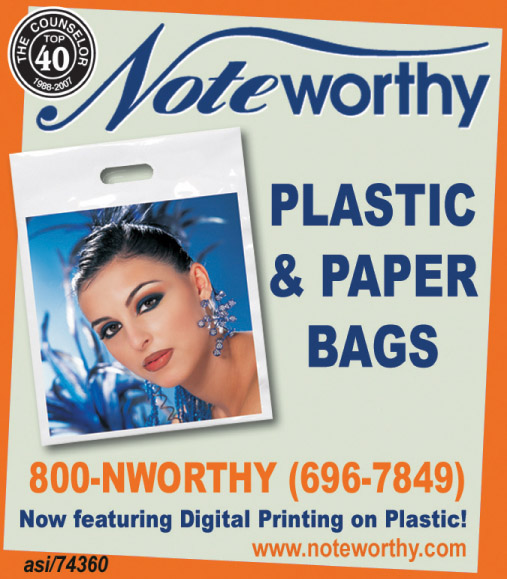 THE COUNSELOR
TOP
40
1988-2007
Noteworthy
PLASTIC
& PAPER
BAGS
800-NWORTHY (696-7849)
Now featuring Digital Printing on Plastic!
www.noteworthy.com
asi/74360